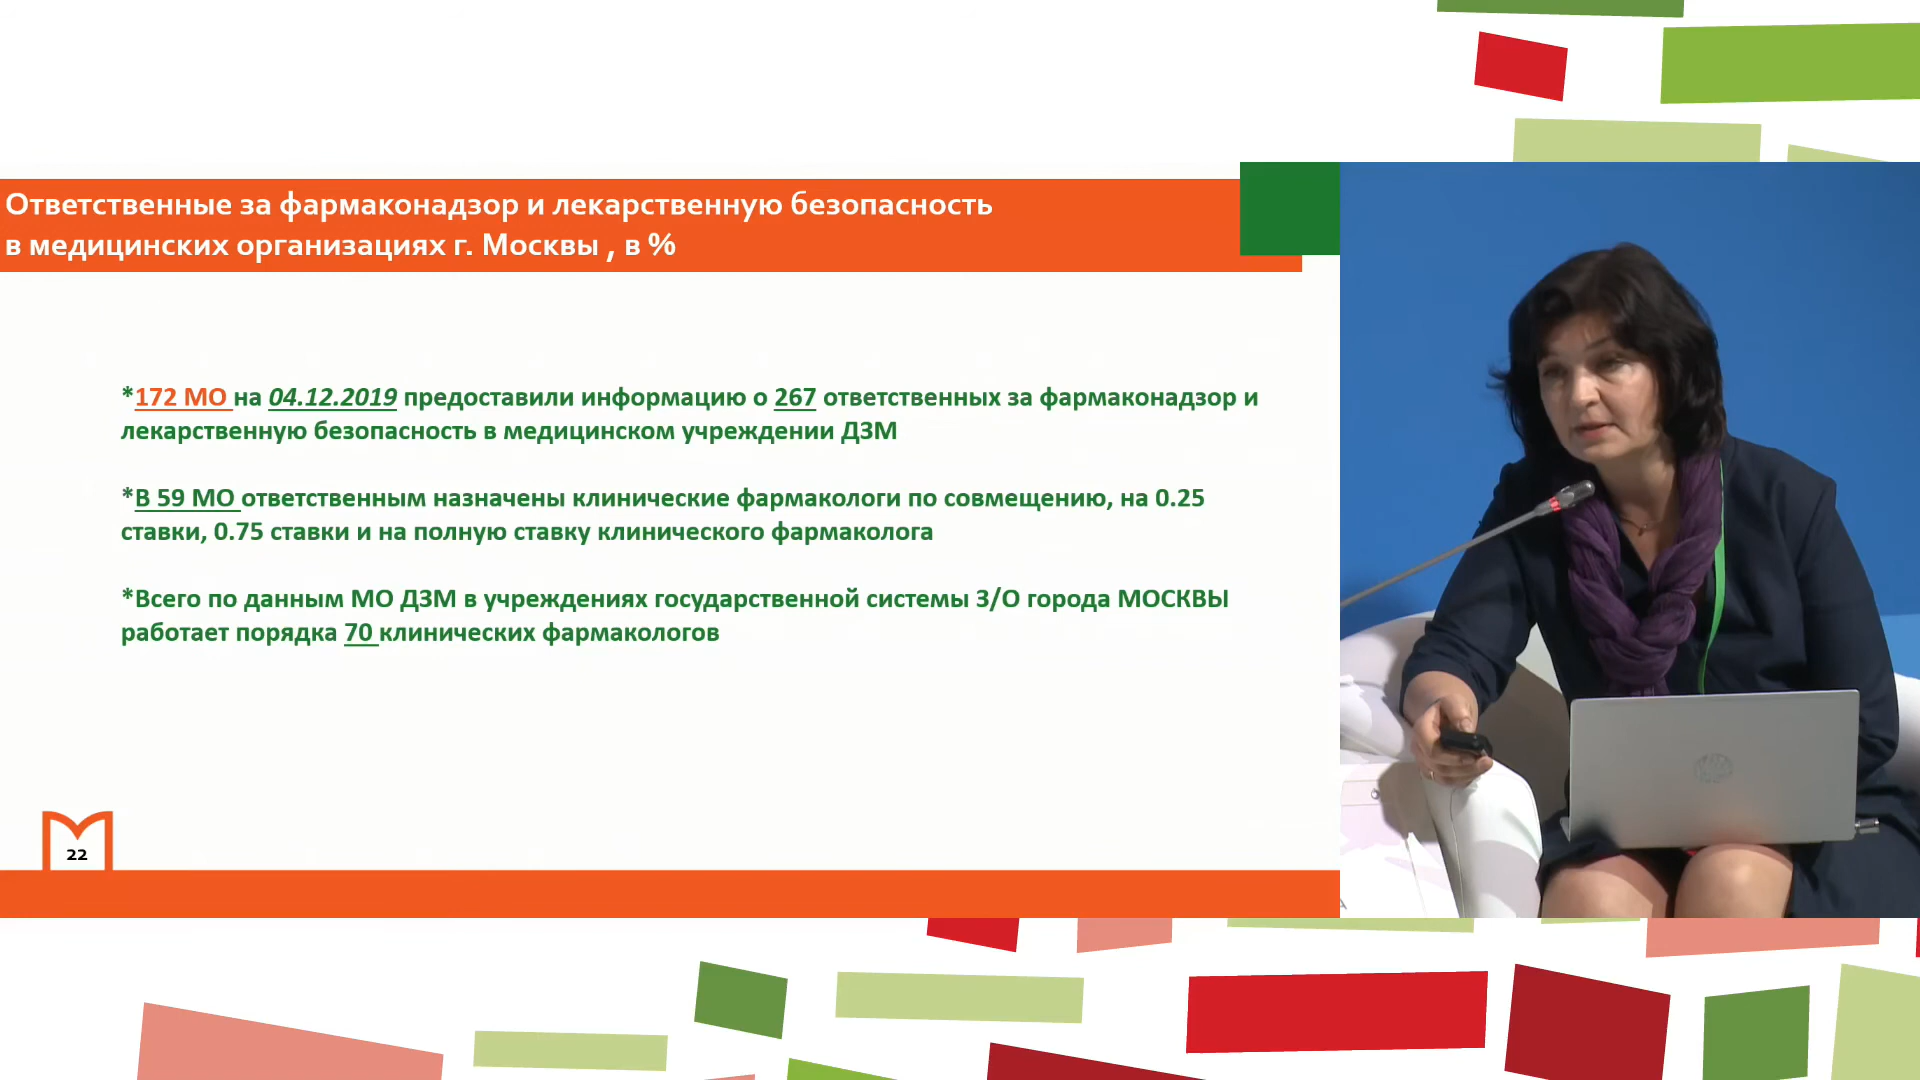 Ответственные за фармаконадзор и лекарственную безопасность
в медицинских организациях г. Москвы , в %
*172 МО на 04.12.2019 предоставили информацию о 267 ответственных за фармаконадзор и
лекарственную безопасность в медицинском учреждении ДЗМ
*В 59 МО ответственным назначены клинические фармакологи по совмещению, на 0.25
ставки, 0.75 ставки и на полную ставку клинического фармаколога
*Всего по данным МО ДЗМ в учреждениях государственной системы З/О города МОСКВЫ
работает порядка 70 клинических фармакологов
22